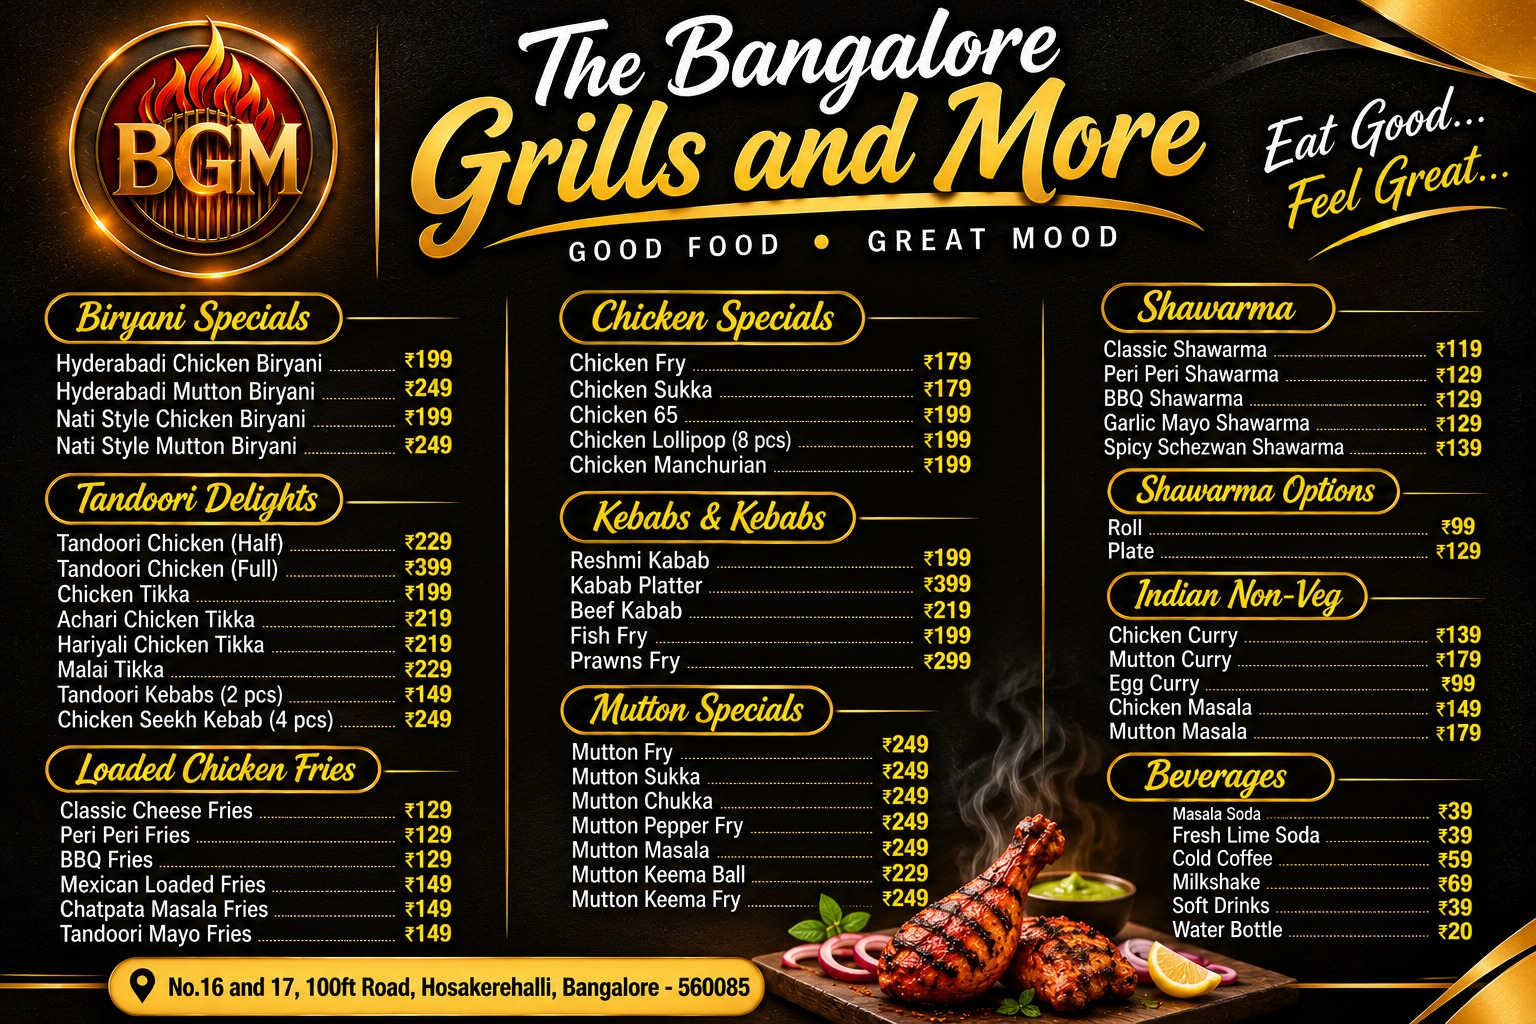 BGM
The Bangalore
Grills and More
GOOD FOOD • GREAT MOOD
Eat Good...
Feel Great...
Biryani Specials
Hyderabadi Chicken Biryani ₹199
Hyderabadi Mutton Biryani ₹249
Nati Style Chicken Biryani ₹199
Nati Style Mutton Biryani ₹249
Tandoori Delights
Tandoori Chicken (Half) ₹229
Tandoori Chicken (Full) ₹399
Chicken Tikka ₹199
Achari Chicken Tikka ₹219
Hariyali Chicken Tikka ₹219
Malai Tikka ₹229
Tandoori Kebabs (2 pcs) ₹149
Chicken Seekh Kebab (4 pcs) ₹249
Loaded Chicken Fries
Classic Cheese Fries ₹129
Peri Peri Fries ₹129
BBQ Fries ₹129
Mexican Loaded Fries ₹149
Chatpata Masala Fries ₹149
Tandoori Mayo Fries ₹149
Chicken Specials
Chicken Fry ₹179
Chicken Sukka ₹179
Chicken 65 ₹199
Chicken Lollipop (8 pcs) ₹199
Chicken Manchurian ₹199
Kebabs & Kebabs
Reshmi Kabab ₹199
Kabab Platter ₹399
Beef Kabab ₹219
Fish Fry ₹199
Prawns Fry ₹299
Mutton Specials
Mutton Fry ₹249
Mutton Sukka ₹249
Mutton Chukka ₹249
Mutton Pepper Fry ₹249
Mutton Masala ₹249
Mutton Keema Ball ₹229
Mutton Keema Fry ₹249
Shawarma
Classic Shawarma ₹119
Peri Peri Shawarma ₹129
BBQ Shawarma ₹129
Garlic Mayo Shawarma ₹129
Spicy Schezwan Shawarma ₹139
Shawarma Options
Roll ₹99
Plate ₹129
Indian Non-Veg
Chicken Curry ₹139
Mutton Curry ₹179
Egg Curry ₹99
Chicken Masala ₹149
Mutton Masala ₹179
Beverages
Masala Soda ₹39
Fresh Lime Soda ₹39
Cold Coffee ₹59
Milkshake ₹69
Soft Drinks ₹39
Water Bottle ₹20
No.16 and 17, 100ft Road, Hosakerehalli, Bangalore - 560085